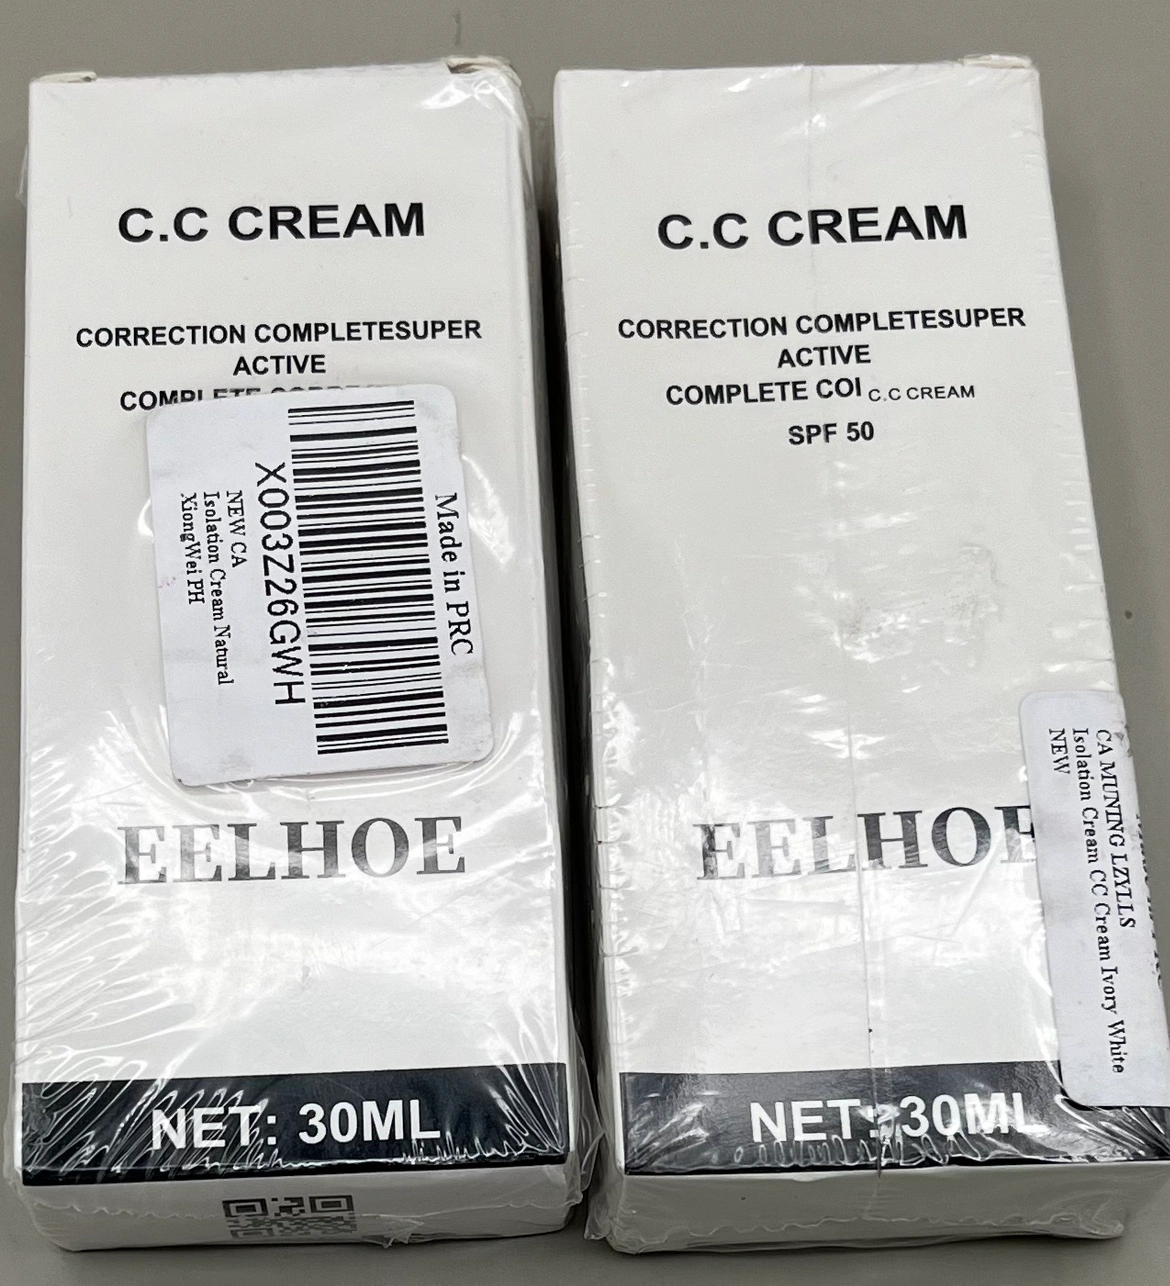 C.C CREAM
CORRECTION COMPLETESUPER
ACTIVE
COMPLETE
Made in PRC
X003Z26GWH
NEW CA
Isolation Cream Natural
XiongWei PH
EELHOE
NET: 30ML
C.C CREAM
CORRECTION COMPLETESUPER
ACTIVE
COMPLETE COI C.C CREAM
SPF 50
EELHOE
CA MUNING LZYLLS
Isolation Cream CC Cream Ivory White
NEW
NET: 30ML